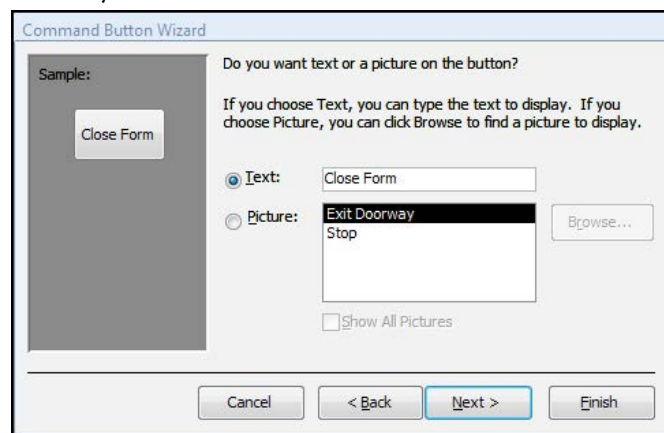 Command Button Wizard
Sample:
Close Form
Do you want text or a picture on the button?
If you choose Text, you can type the text to display. If you
choose Picture, you can click Browse to find a picture to display.
Text: Close Form
Picture: Exit Doorway
Stop
Browse...
Show All Pictures
Cancel < Back Next > Finish